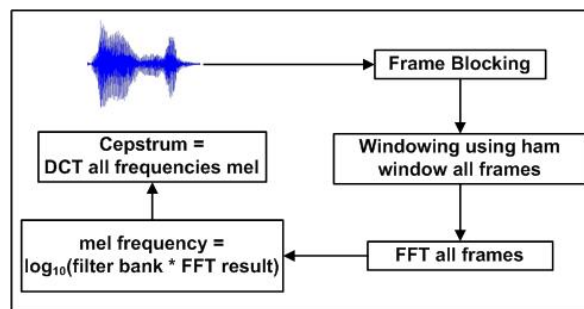 Frame Blocking
Windowing using ham
window all frames
FFT all frames
mel frequency =
log₁₀(filter bank * FFT result)
Cepstrum =
DCT all frequencies mel